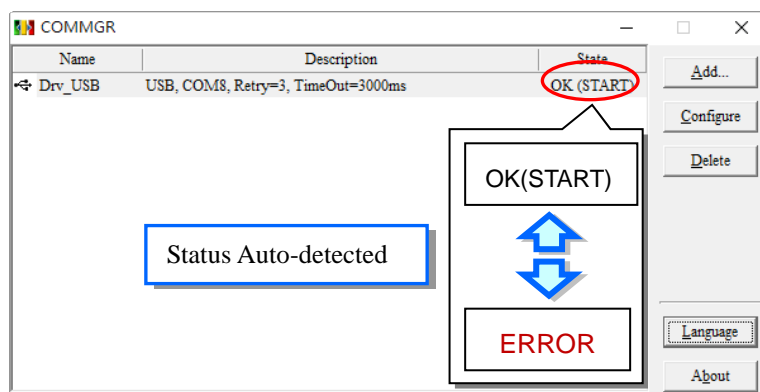 COMMGR
Name Description State
Drv_USB USB, COM8, Retry=3, TimeOut=3000ms OK (START)
Add...
Configure
Delete
OK(START)
Status Auto-detected
ERROR
Language
About